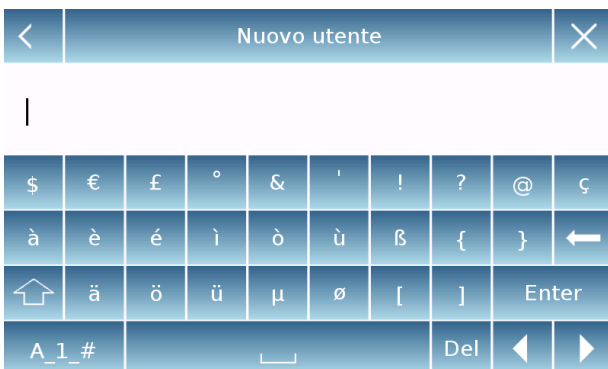 Nuovo utente
$ € £ ° & ' ! ? @ ç
à è é ì ò ù ß { }
ä ö ü µ ø [ ] Enter
A_1_# Del